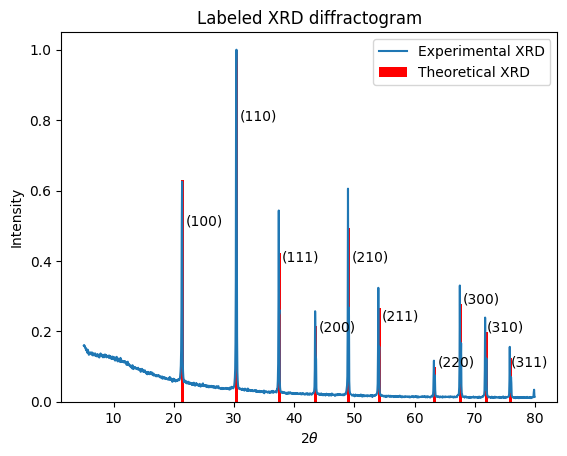 Labeled XRD diffractogram
Experimental XRD
Theoretical XRD
1.0
0.8
0.6
0.4
0.2
0.0
Intensity
(100)
(110)
(111)
(200)
(210)
(211)
(220)
(300)
(310)
(311)
10 20 30 40 50 60 70 80
2θ